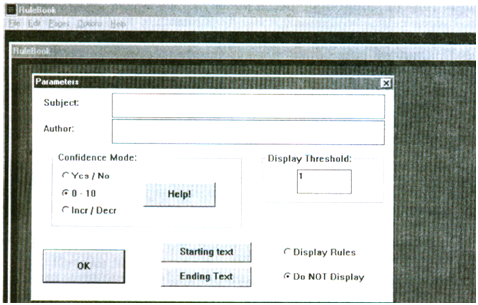 RuleBook
File Edit Pages Options Help
RuleBook
Parameters
Subject:
Author:
Confidence Mode:
Display Threshold:
Yes / No
1
0 - 10
Help!
Incr / Decr
Starting text
Display Rules
OK
Ending Text
Do NOT Display